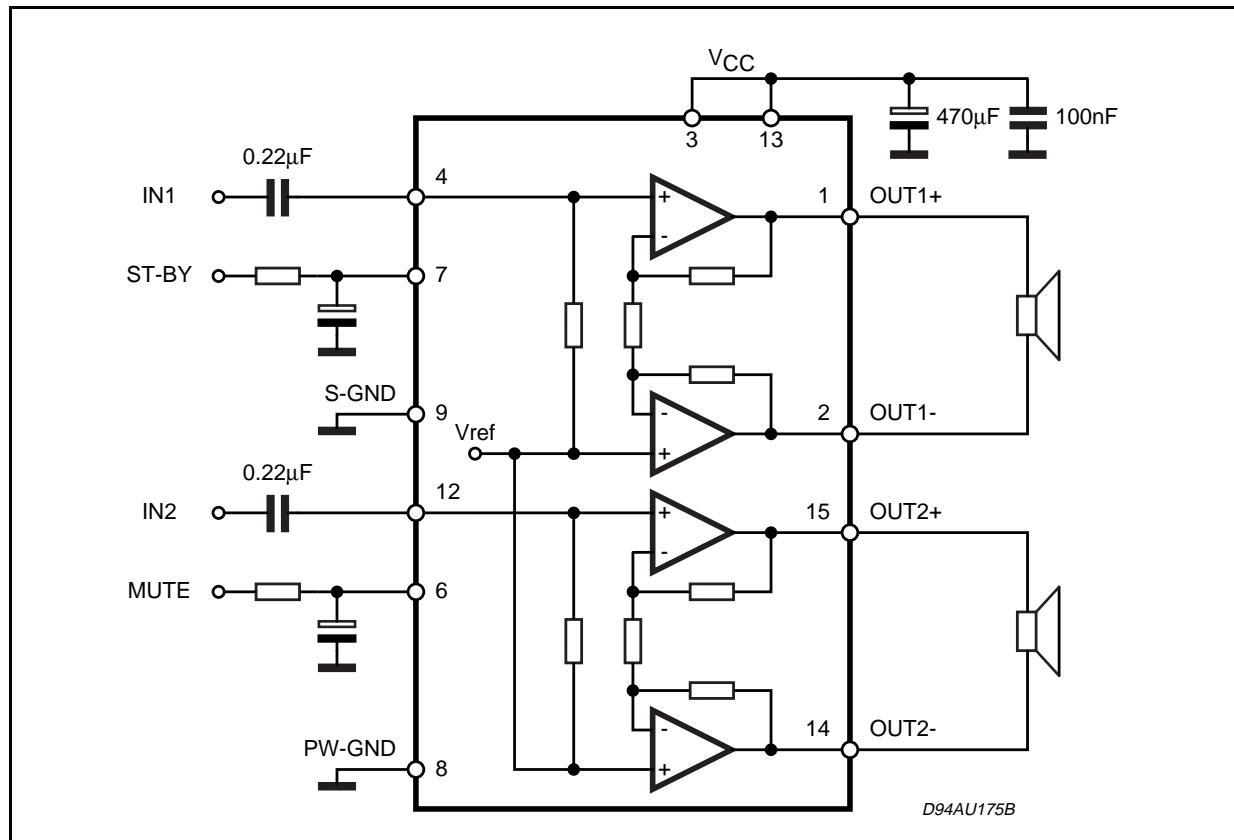 VCC
470μF
100nF
3
13
0.22μF
IN1
4
+
-
1
OUT1+
ST-BY
7
S-GND
9
-
+
2
OUT1-
Vref
0.22μF
IN2
12
+
-
15
OUT2+
MUTE
6
PW-GND
8
-
+
14
OUT2-
D94AU175B